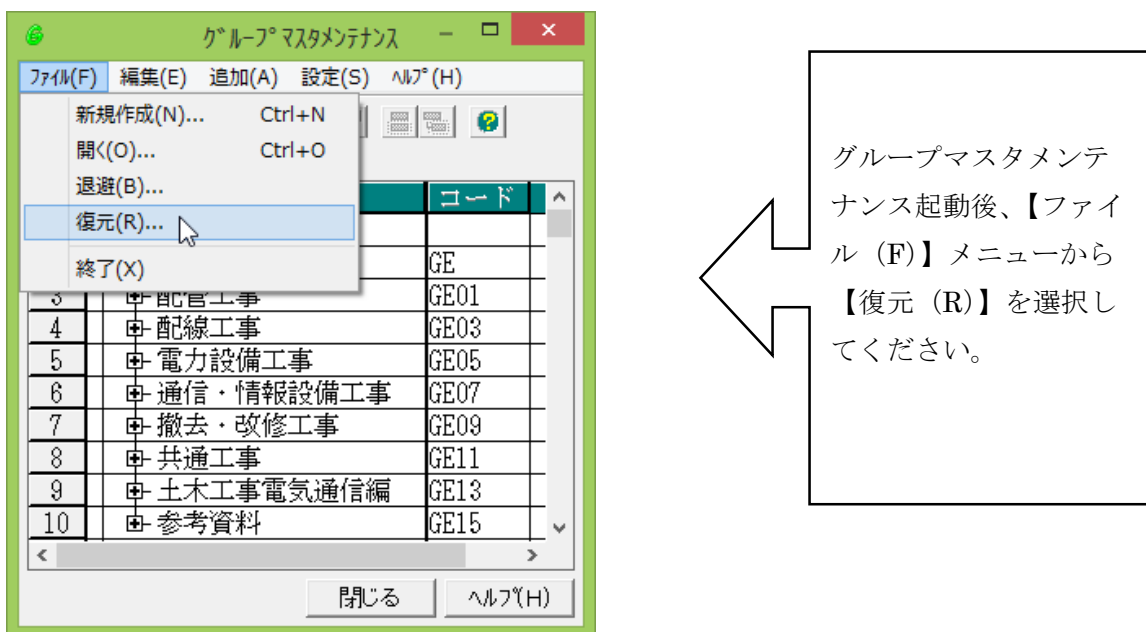 ｸﾞﾙｰﾌﾟﾏｽﾀﾒﾝﾃﾅﾝｽ
ﾌｧｲﾙ(F) 編集(E) 追加(A) 設定(S) ﾍﾙﾌﾟ(H)
新規作成(N)... Ctrl+N
開く(O)... Ctrl+O
退避(B)...
復元(R)...
終了(X)
コード
GE
3 配管工事 GE01
4 配線工事 GE03
5 電力設備工事 GE05
6 通信・情報設備工事 GE07
7 撤去・改修工事 GE09
8 共通工事 GE11
9 土木工事電気通信編 GE13
10 参考資料 GE15
閉じる ﾍﾙﾌﾟ(H)
グループマスタメンテ
ナンス起動後、【ファイ
ル（F)】メニューから
【復元（R)】を選択し
てください。